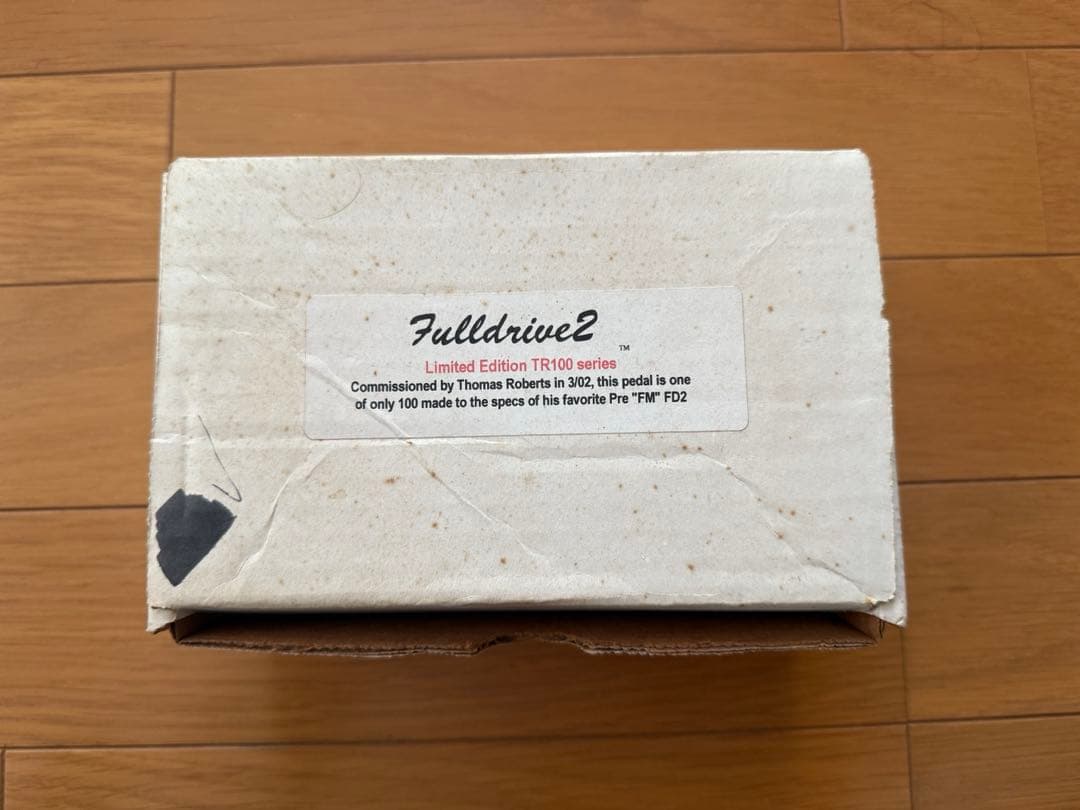 Fulldrive2 ™
Limited Edition TR100 series
Commissioned by Thomas Roberts in 3/02, this pedal is one
of only 100 made to the specs of his favorite Pre "FM" FD2